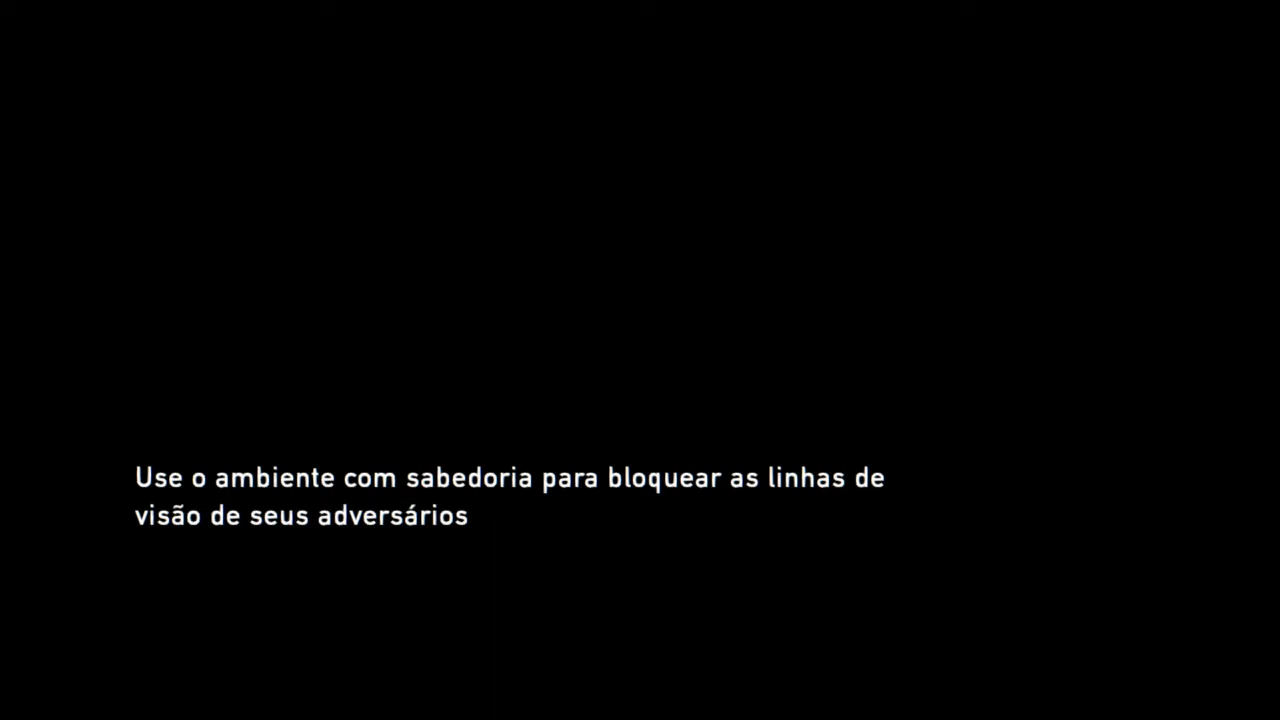 Use o ambiente com sabedoria para bloquear as linhas de
visão de seus adversários